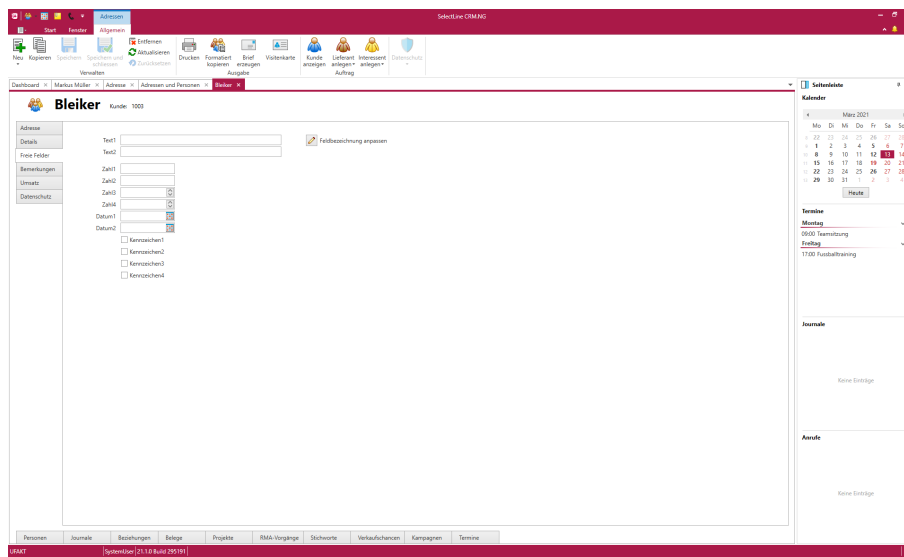 Adressen
SelectLine CRM.NG
Start Fenster Allgemein
Neu Kopieren Speichern Speichern und schliessen Entfernen Aktualisieren Zurücksetzen
Drucken Formatiert kopieren Brief erzeugen Visitenkarte
Kunde anzeigen Lieferant anlegen Interessent anlegen Datenschutz
Verwalten Ausgabe Auftrag
Dashboard × Markus Müller × Adresse × Adressen und Personen × Bleiker ×
Bleiker Kunde: 1003
Adresse
Details
Freie Felder
Bemerkungen
Umsatz
Datenschutz
Text1
Feldbezeichnung anpassen
Text2
Zahl1
Zahl2
Zahl3
Zahl4
Datum1
Datum2
Kennzeichen1
Kennzeichen2
Kennzeichen3
Kennzeichen4
Seitenleiste
Kalender
März 2021
Mo Di Mi Do Fr Sa So
22 23 24 25 26 27 28
1 2 3 4 5 6 7
8 9 10 11 12 13 14
15 16 17 18 19 20 21
22 23 24 25 26 27 28
29 30 31 1 2 3 4
Heute
Termine
Montag
09:00 Teamsitzung
Freitag
17:00 Fussballtraining
Journale
Keine Einträge
Anrufe
Keine Einträge
Personen Journale Beziehungen Belege Projekte RMA-Vorgänge Stichworte Verkaufschancen Kampagnen Termine
UFAKT SystemUser 21.1.0 Build 295191